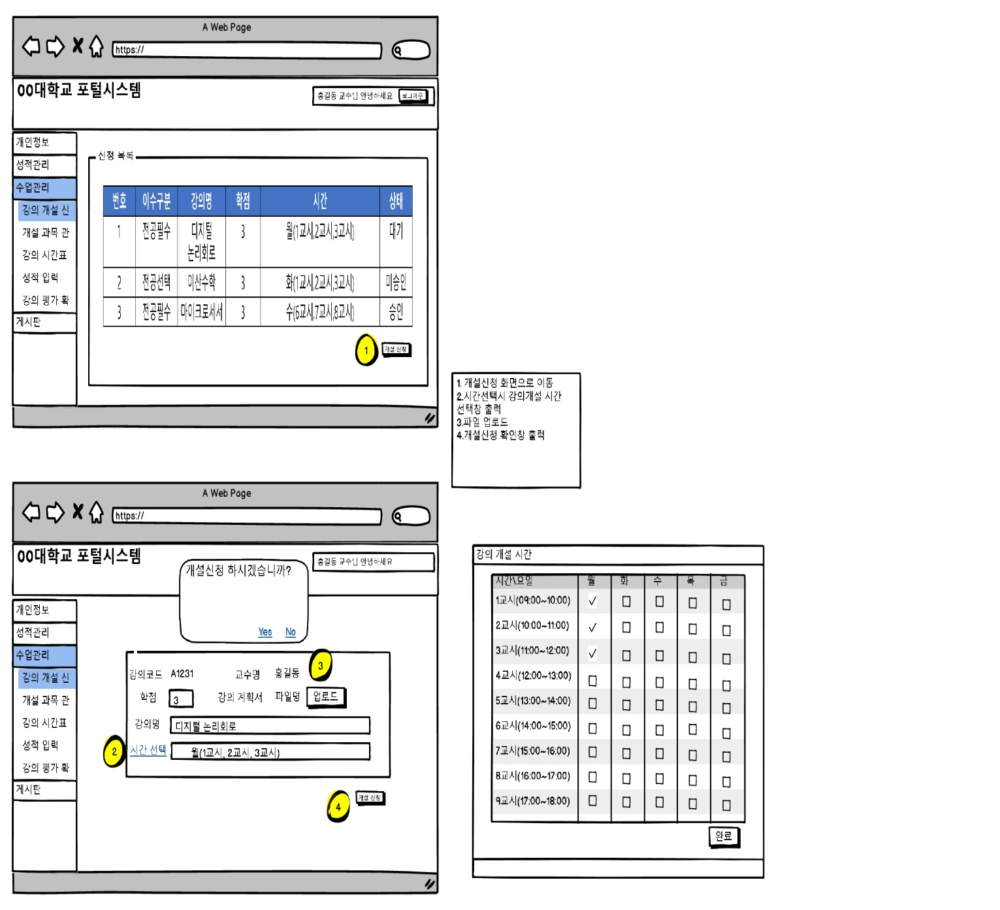 A Web Page
https://
OO대학교 포털시스템
홍길동 교수님 안녕하세요 로그아웃
개인정보
성적관리
수업관리
강의 개설 신
개설 과목 관
강의 시간표
성적 입력
강의 평가 확
게시판
신청 목록
번호 이수구분 강의명 학점 시간 상태
1 전공필수 디지털 3 월(1교시,2교시,3교시) 대기
논리회로
2 전공선택 이산수학 3 화(1교시,2교시,3교시) 미승인
3 전공필수 마이크로세서 3 수(6교시,7교시,8교시) 승인
1 개설 신청
1. 개설신청 화면으로 이동
2.시간선택시 강의개설 시간
선택창 출력
3.파일 업로드
4.개설신청 확인창 출력
A Web Page
https://
OO대학교 포털시스템
홍길동 교수님 안녕하세요
개설신청 하시겠습니까?
Yes No
개인정보
성적관리
수업관리
강의 개설 신
개설 과목 관
강의 시간표
성적 입력
강의 평가 확
게시판
3
강의코드 A1231 교수명 홍길동
학점 3 강의 계획서 파일명 업로드
강의명 디지털 논리회로
2 시간 선택 월(1교시, 2교시, 3교시)
4 개설 신청
강의 개설 시간
시간\요일 월 화 수 목 금
1교시(09:00~10:00)
2교시(10:00~11:00)
3교시(11:00~12:00)
4교시(12:00~13:00)
5교시(13:00~14:00)
6교시(14:00~15:00)
7교시(15:00~16:00)
8교시(16:00~17:00)
9교시(17:00~18:00)
완료